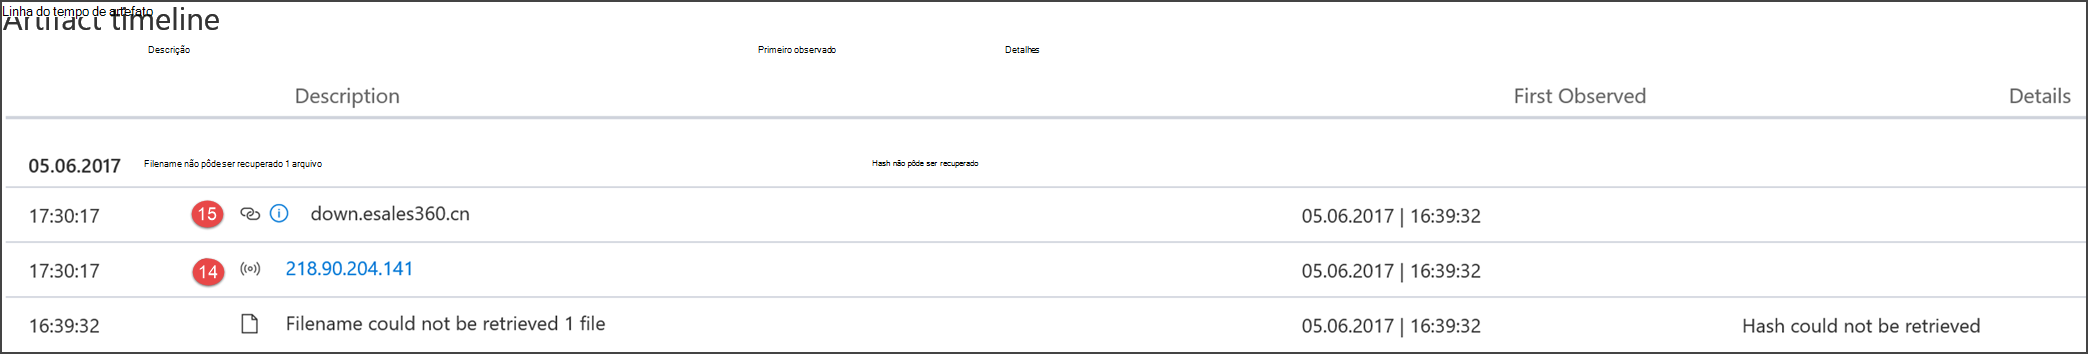 Linha do tempo de artefato
Artifact timeline
Descrição Primeiro observado Detalhes
Description First Observed Details
05.06.2017 Filename não pôde ser recuperado 1 arquivo Hash não pôde ser recuperado
17:30:17 15 down.esales360.cn 05.06.2017 | 16:39:32
17:30:17 14 218.90.204.141 05.06.2017 | 16:39:32
16:39:32 Filename could not be retrieved 1 file 05.06.2017 | 16:39:32 Hash could not be retrieved